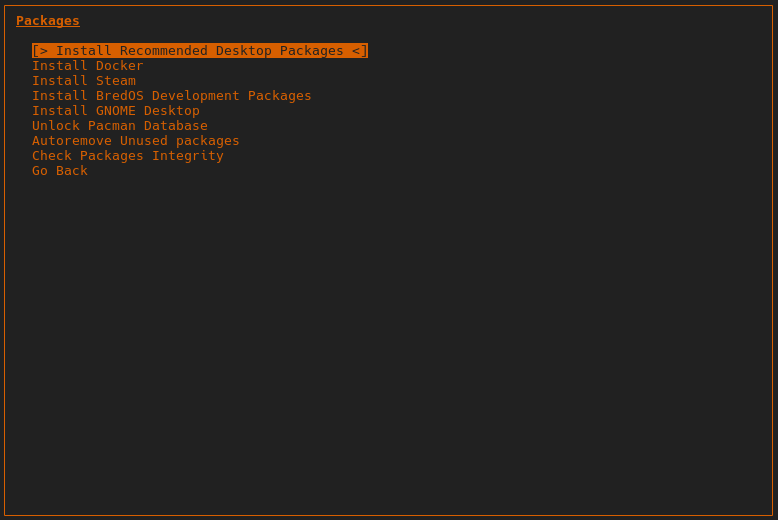 Packages
[> Install Recommended Desktop Packages <]
Install Docker
Install Steam
Install BredOS Development Packages
Install GNOME Desktop
Unlock Pacman Database
Autoremove Unused packages
Check Packages Integrity
Go Back